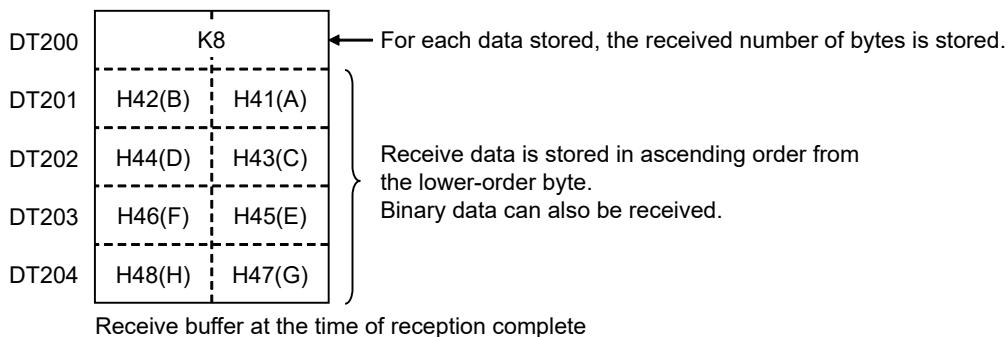 DT200 K8 For each data stored, the received number of bytes is stored.
DT201 H42(B) H41(A)
DT202 H44(D) H43(C)
Receive data is stored in ascending order from
the lower-order byte.
DT203 H46(F) H45(E)
Binary data can also be received.
DT204 H48(H) H47(G)
Receive buffer at the time of reception complete